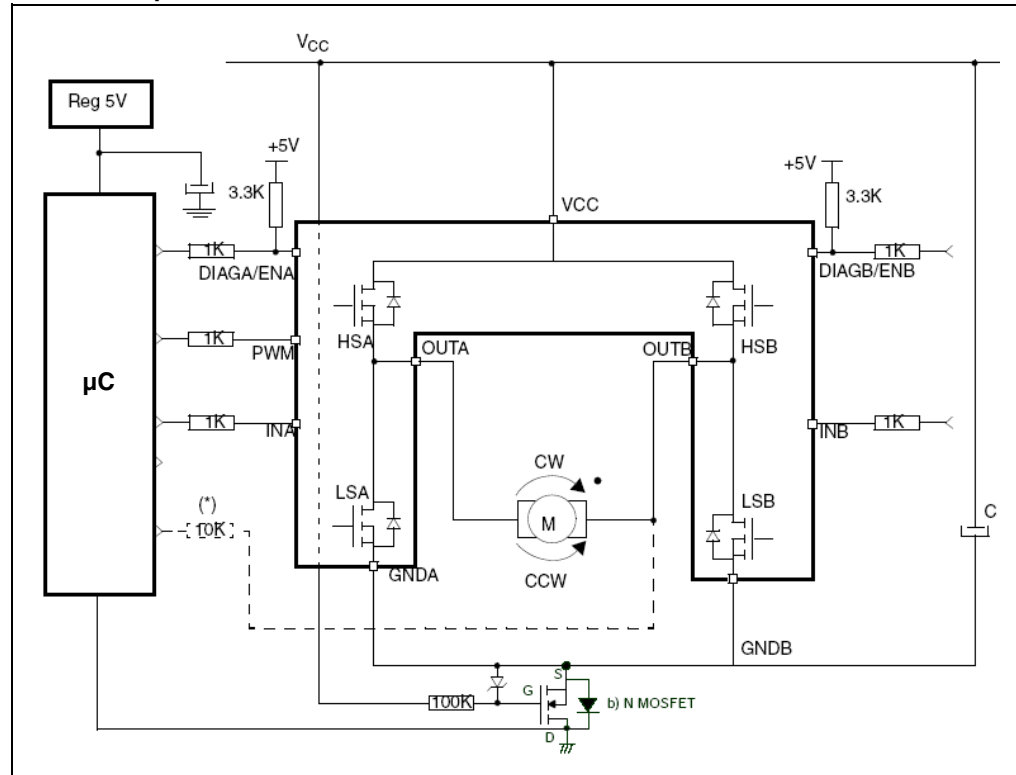 VCC
Reg 5V
+5V
+5V
3.3K
3.3K
VCC
1K
1K
DIAGA/ENA
DIAGB/ENB
HSA
HSB
1K
PWM
OUTA
OUTB
µC
1K
1K
INA
INB
CW
LSA
LSB
(*)
10K
M
C
GNDA
CCW
GNDB
S
G
100K
b) N MOSFET
D